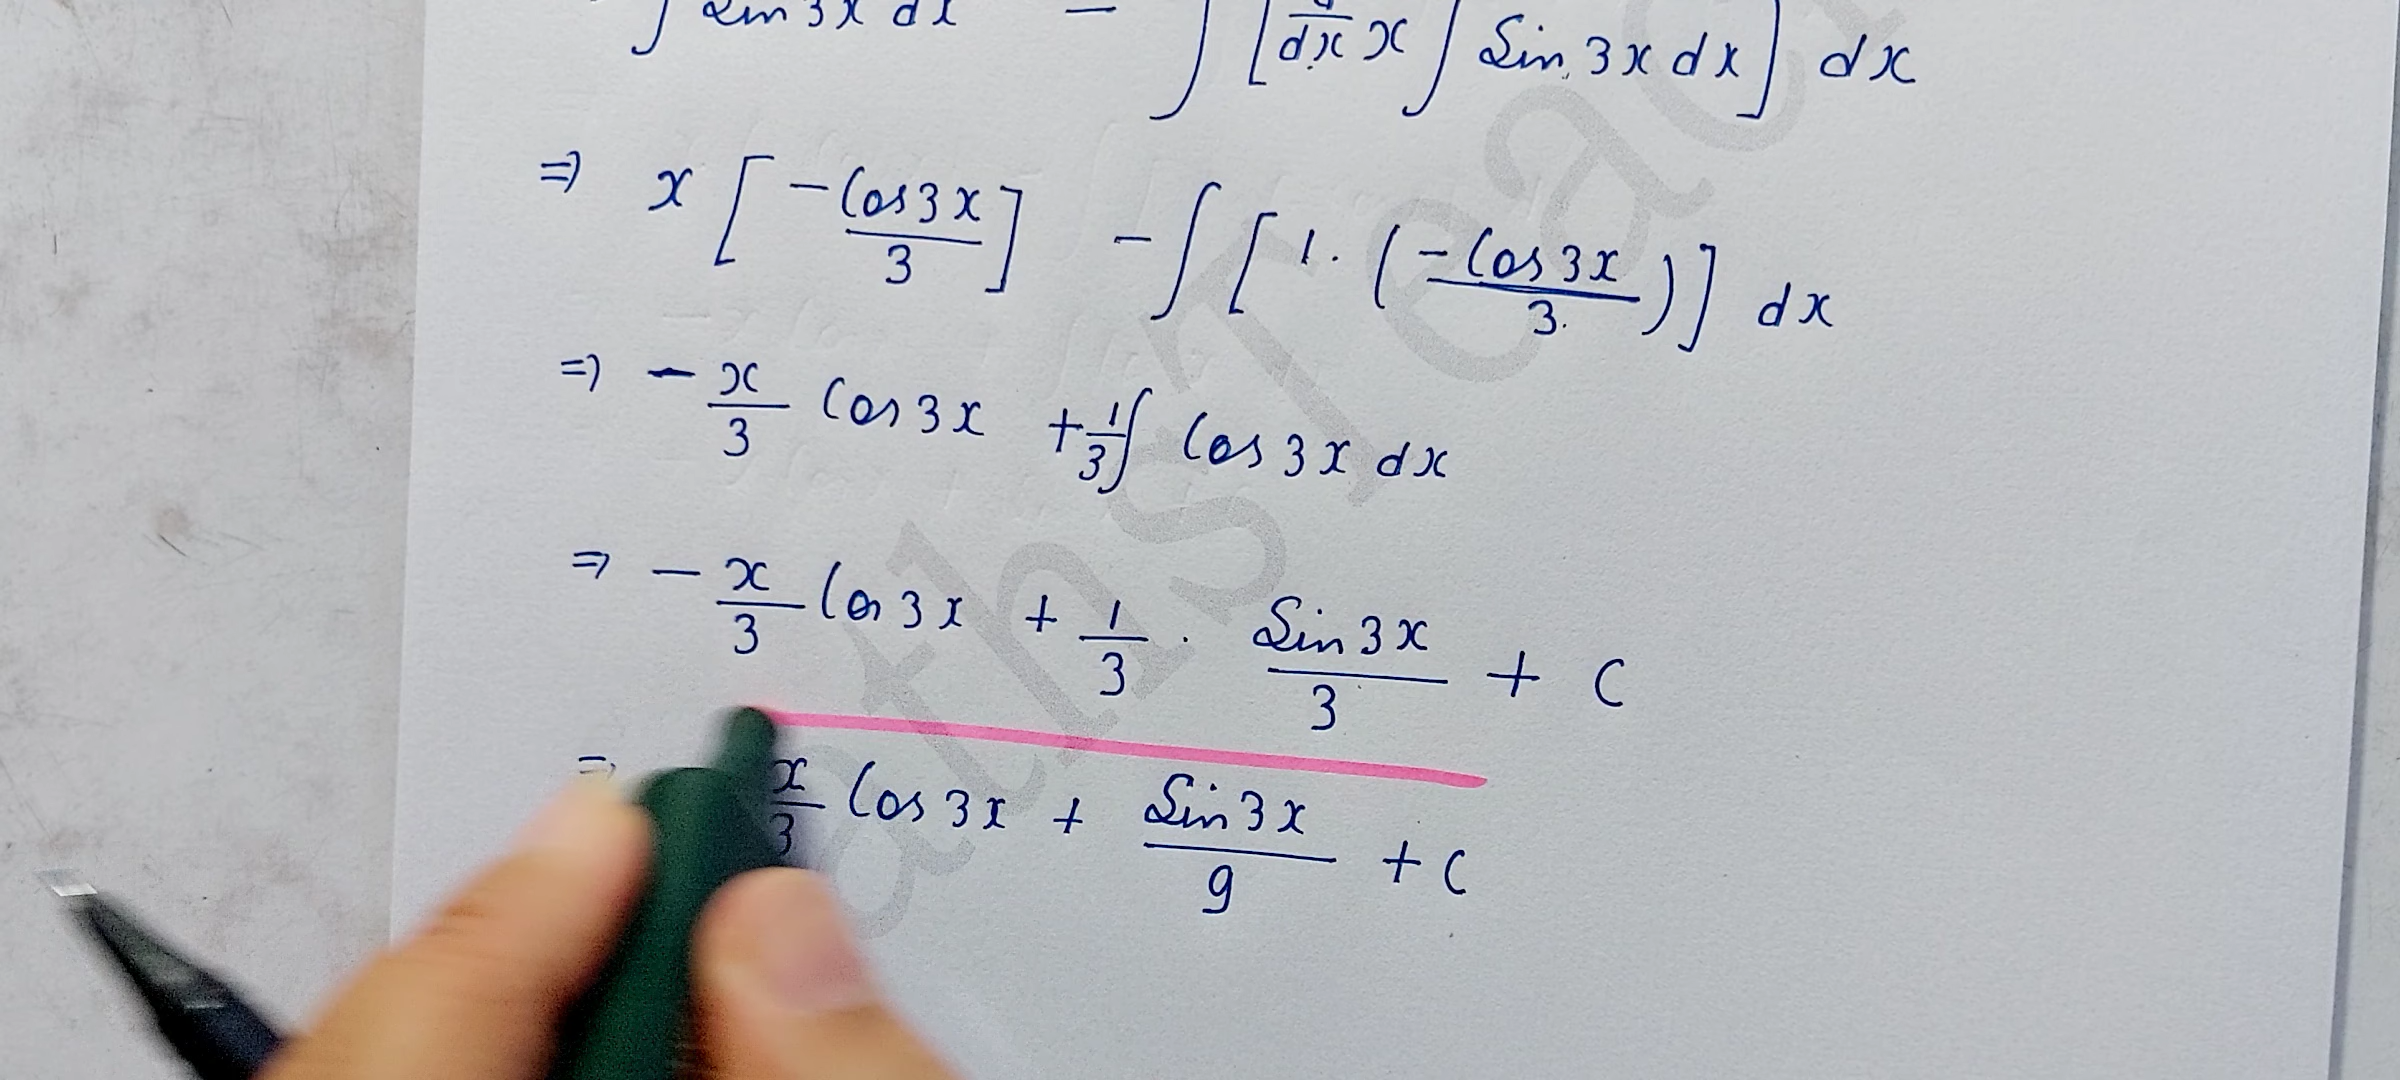 ∫ Sin 3x dx - ∫ [d/dx x ∫ Sin 3x dx] dx
⇒ x [-Cos 3x / 3] - ∫ [1. (-Cos 3x / 3)] dx
⇒ - x/3 Cos 3x + 1/3 ∫ Cos 3x dx
⇒ - x/3 Cos 3x + 1/3 . Sin 3x / 3 + C
⇒ x/3 Cos 3x + Sin 3x / 9 + C